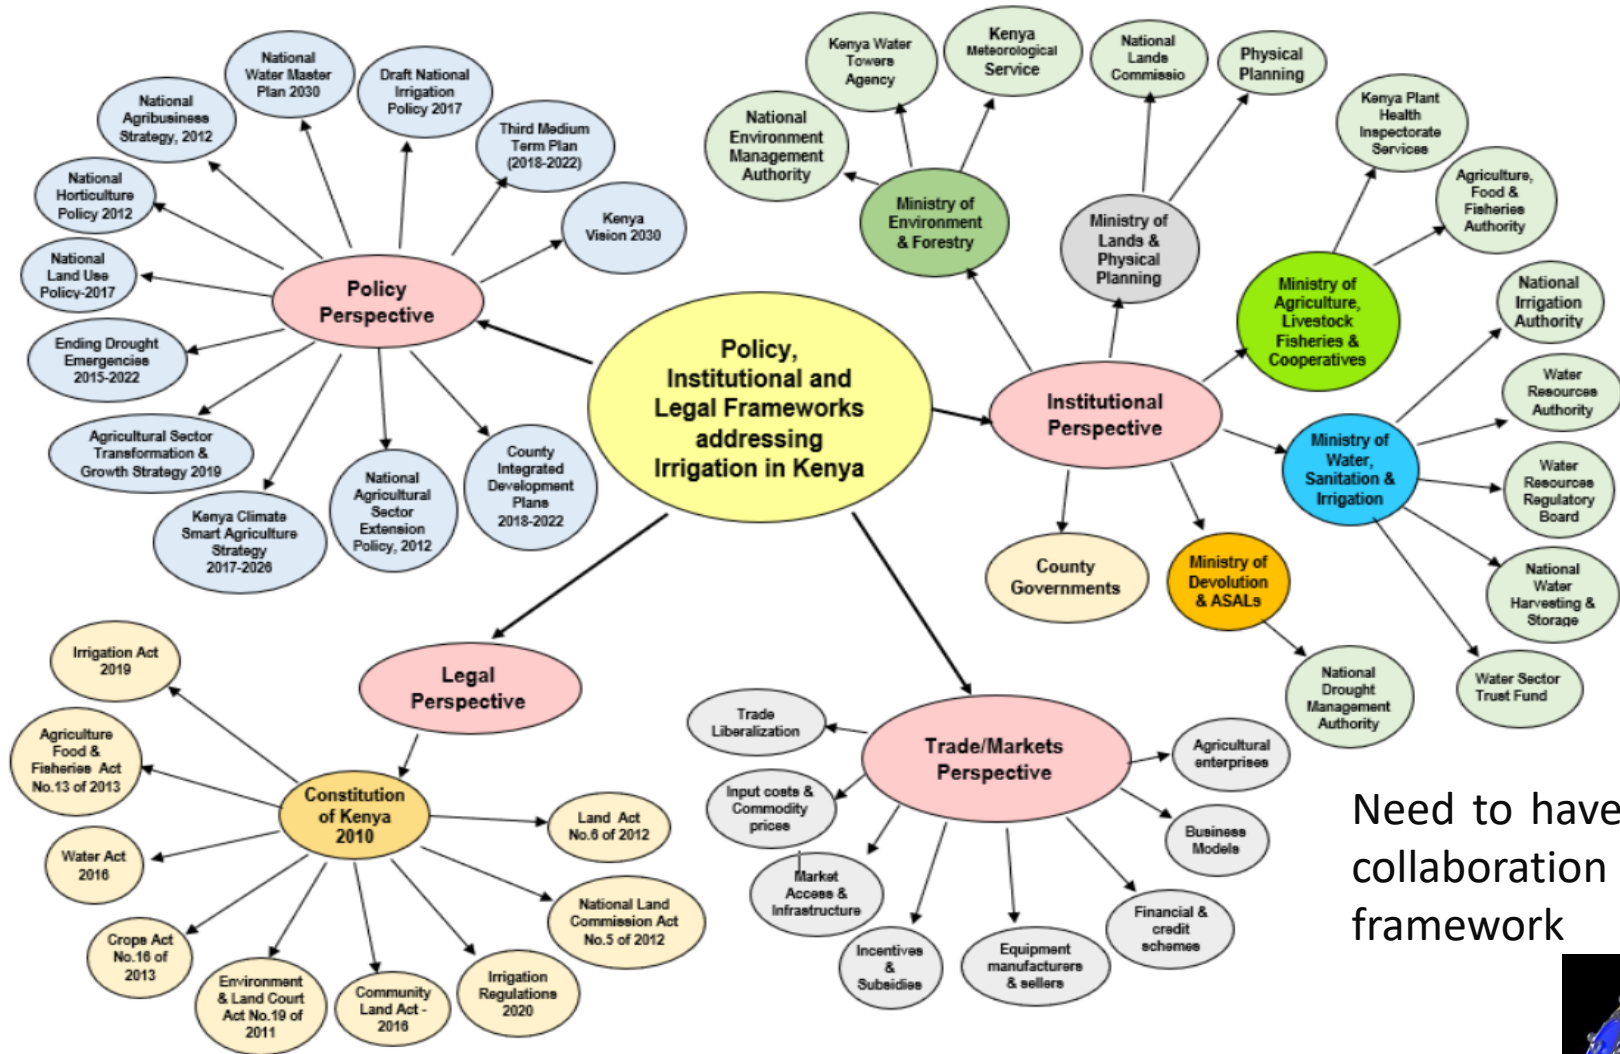 Policy,
Institutional and
Legal Frameworks
addressing
Irrigation in Kenya
Policy
Perspective
National
Water Master
Plan 2030
Draft National
Irrigation
Policy 2017
National
Agribusiness
Strategy, 2012
Third Medium
Term Plan
(2018-2022)
National
Horticulture
Policy 2012
Kenya
Vision 2030
National
Land Use
Policy-2017
Ending Drought
Emergencies
2015-2022
Agricultural Sector
Transformation &
Growth Strategy 2019
Kenya Climate
Smart Agriculture
Strategy
2017-2026
National
Agricultural
Sector
Extension
Policy, 2012
County
Integrated
Development
Plans
2018-2022
Institutional
Perspective
Ministry of
Environment
& Forestry
National
Environment
Management
Authority
Kenya Water
Towers
Agency
Kenya
Meteorological
Service
Ministry of
Lands &
Physical
Planning
National
Lands
Commissio
Physical
Planning
Ministry of
Agriculture,
Livestock
Fisheries &
Cooperatives
Kenya Plant
Health
Inspectorate
Services
Agriculture,
Food &
Fisheries
Authority
Ministry of
Water,
Sanitation &
Irrigation
National
Irrigation
Authority
Water
Resources
Authority
Water
Resources
Regulatory
Board
National
Water
Harvesting &
Storage
Water Sector
Trust Fund
Ministry of
Devolution
& ASALs
National
Drought
Management
Authority
County
Governments
Legal
Perspective
Constitution
of Kenya
2010
Irrigation Act
2019
Agriculture
Food &
Fisheries Act
No.13 of 2013
Water Act
2016
Crops Act
No.16 of
2013
Environment
& Land Court
Act No.19 of
2011
Community
Land Act -
2016
Irrigation
Regulations
2020
National Land
Commission Act
No.5 of 2012
Land Act
No.6 of 2012
Trade/Markets
Perspective
Trade
Liberalization
Input costs &
Commodity
prices
Market
Access &
Infrastructure
Incentives
&
Subsidies
Equipment
manufacturers
& sellers
Financial &
credit
schemes
Business
Models
Agricultural
enterprises
Need to have
collaboration
framework